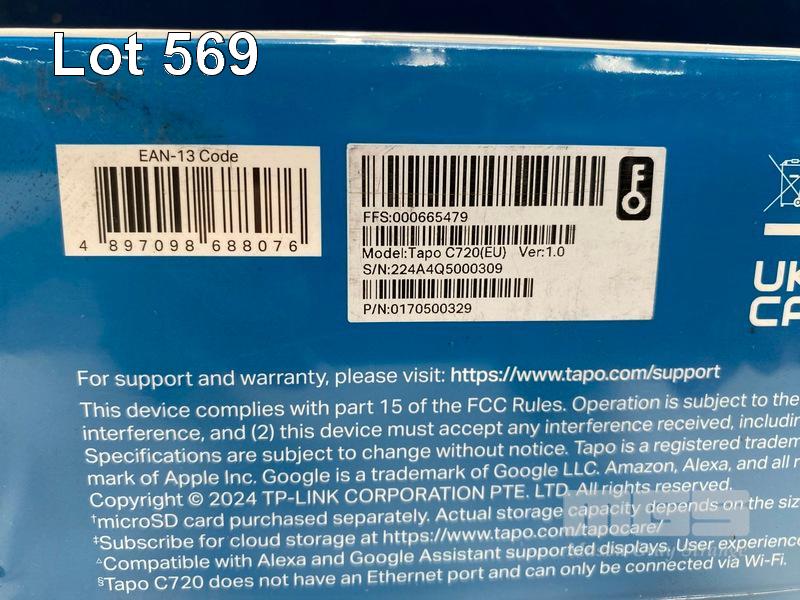 Lot 569
EAN-13 Code
4 897098 688076
FFS:000665479
Model:Tapo C720(EU) Ver:1.0
S/N:224A4Q5000309
P/N:0170500329
UK
CA
For support and warranty, please visit: https://www.tapo.com/support
This device complies with part 15 of the FCC Rules. Operation is subject to the
interference, and (2) this device must accept any interference received, includin
Specifications are subject to change without notice. Tapo is a registered tradem
mark of Apple Inc. Google is a trademark of Google LLC. Amazon, Alexa, and all r
Copyright © 2024 TP-LINK CORPORATION PTE. LTD. All rights reserved.
†microSD card purchased separately. Actual storage capacity depends on the siz
‡Subscribe for cloud storage at https://www.tapo.com/tapocare/
△Compatible with Alexa and Google Assistant supported displays. User experienc
§Tapo C720 does not have an Ethernet port and can only be connected via Wi-Fi.